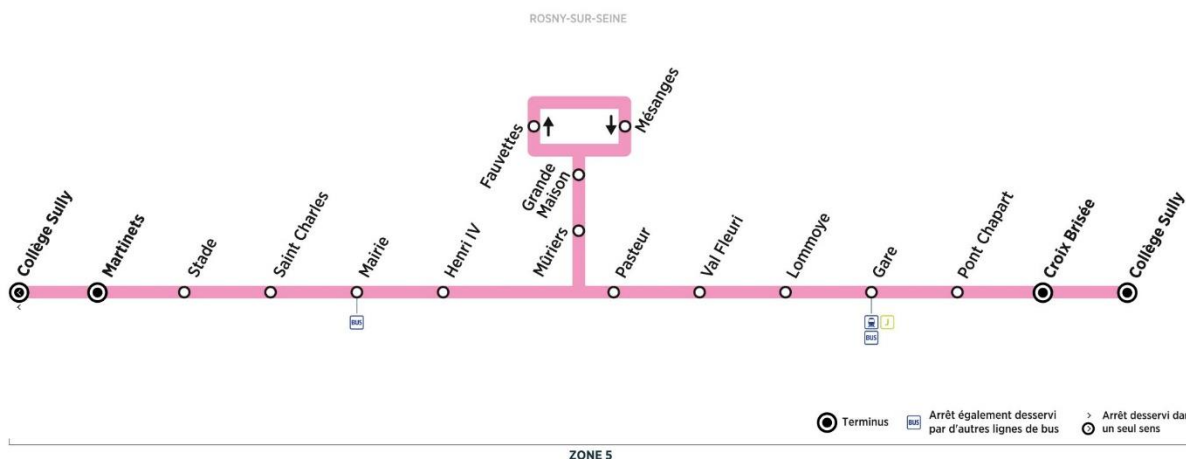 ROSNY-SUR-SEINE
Collège Sully
Martinets
Stade
Saint Charles
Mairie
BUS
Henri IV
Mûriers
Grande
Maison
Fauvettes
Mésanges
Pasteur
Val Fleuri
Lommoye
Gare
J
BUS
Pont Chapart
Croix Brisée
Collège Sully
Terminus
BUS
Arrêt également desservi
par d'autres lignes de bus
Arrêt desservi da
un seul sens
ZONE 5